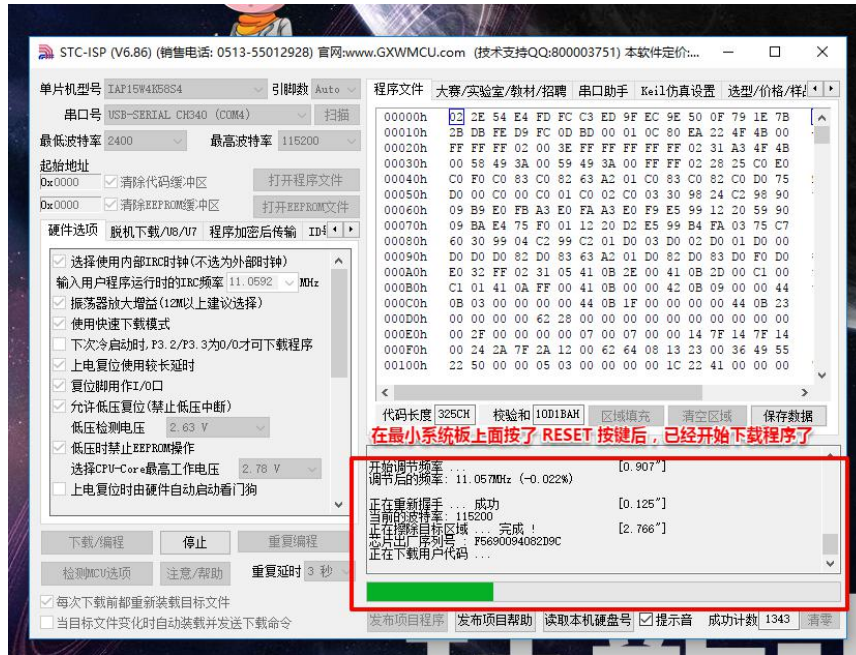 STC-ISP (V6.86) (销售电话: 0513-55012928) 官网:www.GXWMCU.com (技术支持QQ:800003751) 本软件定价:...
单片机型号 IAP15W4K58S4 引脚数 Auto
串口号 USB-SERIAL CH340 (COM4) 扫描
最低波特率 2400 最高波特率 115200
起始地址
0x0000 清除代码缓冲区 打开程序文件
0x0000 清除EEPROM缓冲区 打开EEPROM文件
硬件选项 脱机下载/U8/U7 程序加密后传输
选择使用内部IRC时钟(不选为外部时钟)
输入用户程序运行时的IRC频率 11.0592 MHz
振荡器放大增益(12M以上建议选择)
使用快速下载模式
下次冷启动时,P3.2/P3.3为0/0才可下载程序
上电复位使用较长延时
复位脚用作I/O口
允许低压复位(禁止低压中断)
低压检测电压 2.63 V
低压时禁止EEPROM操作
选择CPU-Core最高工作电压 2.78 V
上电复位时由硬件自动启动看门狗
下载/编程 停止 重复编程
检测MCU选项 注意/帮助 重复延时 3 秒
每次下载前都重新装载目标文件
当目标文件变化时自动装载并发送下载命令
程序文件 大赛/实验室/教材/招聘 串口助手 Keil仿真设置 选型/价格/样
00000h 02 2E 54 E4 FD FC C3 ED 9F EC 9E 50 0F 79 1E 7B
00010h 2B DB FE D9 FC 0D BD 00 01 0C 80 EA 22 4F 4B 00
00020h FF FF FF 02 00 3E FF FF FF FF FF 02 31 A3 4F 4B
00030h 00 58 49 3A 00 59 49 3A 00 FF FF 02 28 25 C0 E0
00040h C0 F0 C0 83 C0 82 63 A2 01 C0 83 C0 82 C0 D0 75
00050h D0 00 C0 00 C0 01 C0 02 C0 03 30 98 24 C2 98 90
00060h 09 B9 E0 FB A3 E0 FA A3 E0 F9 E5 99 12 20 59 90
00070h 09 BA E4 75 F0 01 12 20 D2 E5 99 B4 FA 03 75 C7
00080h 60 30 99 04 C2 99 C2 01 D0 03 D0 02 D0 01 D0 00
00090h D0 D0 D0 82 D0 83 63 A2 01 D0 82 D0 83 D0 F0 D0
000A0h E0 32 FF 02 31 05 41 0B 2E 00 41 0B 2D 00 C1 00
000B0h C1 01 41 0A FF 00 41 0B 00 00 42 0B 09 00 00 44
000C0h 0B 03 00 00 00 00 44 0B 1F 00 00 00 00 44 0B 23
000D0h 00 00 00 00 62 28 00 00 00 00 00 00 00 00 00 00
000E0h 00 2F 00 00 00 00 07 00 07 00 00 14 7F 14 7F 14
000F0h 00 24 2A 7F 2A 12 00 62 64 08 13 23 00 36 49 55
00100h 22 50 00 00 05 03 00 00 00 00 1C 22 41 00 00 00
代码长度 325CH 校验和 10D1BAH 区域填充 清空区域 保存数据
在最小系统板上面按了 RESET 按键后，已经开始下载程序了
开始调节频率 ... [0.907"]
调节后的频率: 11.057MHz (-0.022%)
正在重新握手 ... 成功 [0.125"]
当前的波特率: 115200
正在擦除目标区域 ... 完成 ! [2.766"]
芯片出厂序列号 : F5690094082D9C
正在下载用户代码 ...
发布项目程序 发布项目帮助 读取本机硬盘号 提示音 成功计数 1343 清零